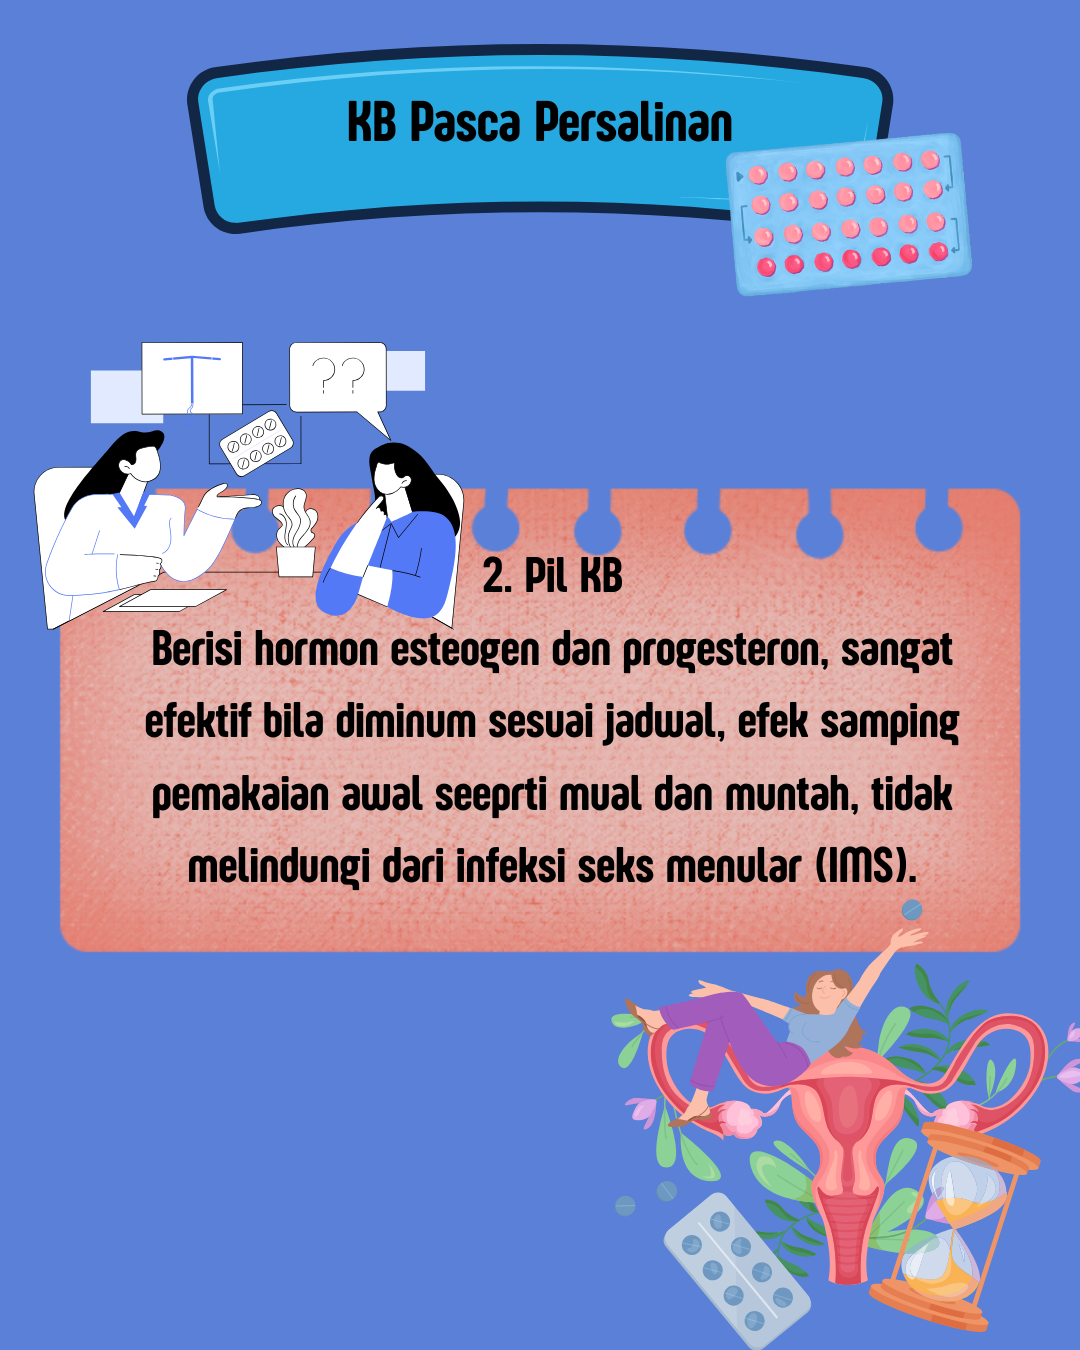 KB Pasca Persalinan
??
2. Pil KB
Berisi hormon esteogen dan progesteron, sangat
efektif bila diminum sesuai jadwal, efek samping
pemakaian awal seeprti mual dan muntah, tidak
melindungi dari infeksi seks menular (IMS).